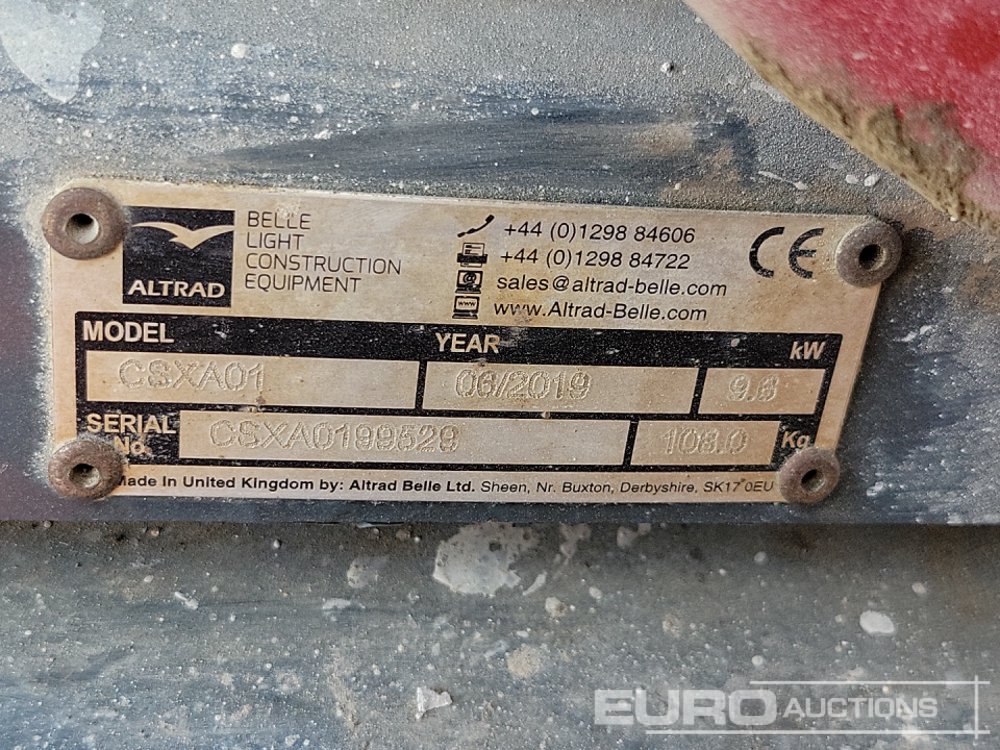 ALTRAD
BELLE
LIGHT
CONSTRUCTION
EQUIPMENT
+44 (0)1298 84606
+44 (0)1298 84722
sales@altrad-belle.com
www.Altrad-Belle.com
CE
MODEL YEAR kW
CSXA01 06/2019
SERIAL No. CSXA0199529 108.0 Kg
Made In United Kingdom by: Altrad Belle Ltd. Sheen, Nr. Buxton, Derbyshire, SK17 0EU
EURO AUCTIONS